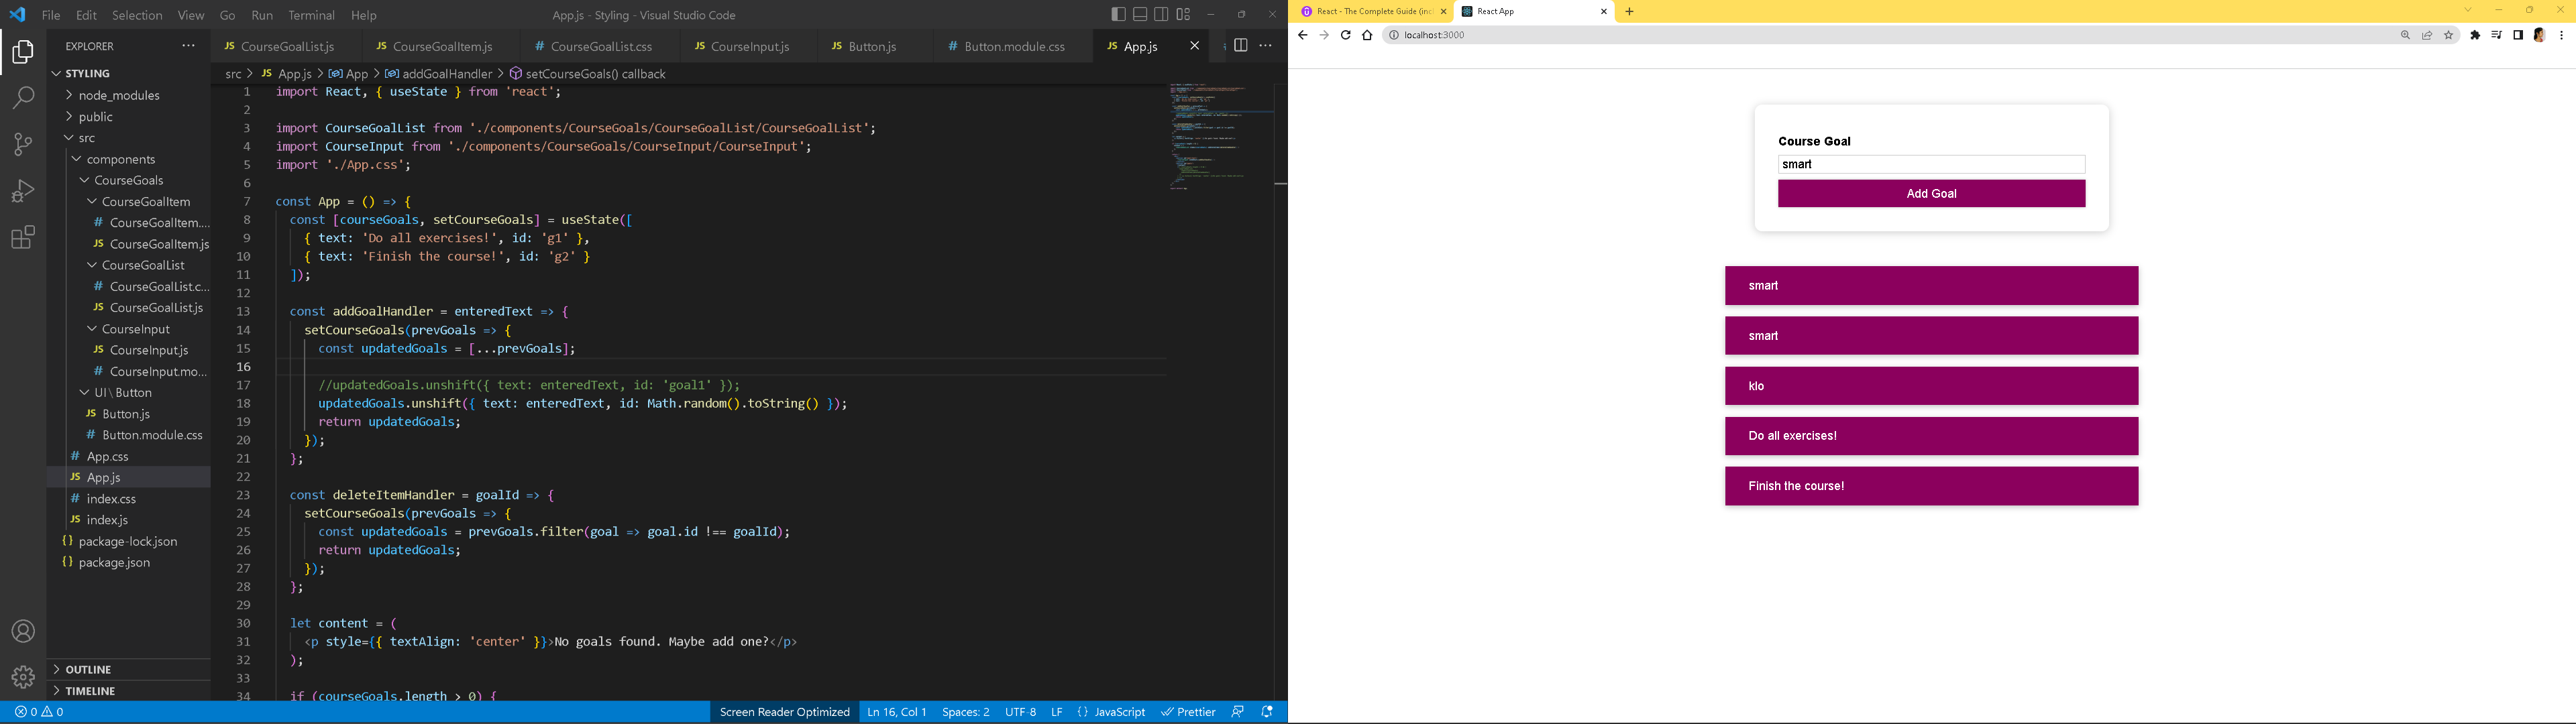 File Edit Selection View Go Run Terminal Help
App.js - Styling - Visual Studio Code
EXPLORER
STYLING
node_modules
public
src
components
CourseGoals
CourseGoalItem
# CourseGoalItem....
JS CourseGoalItem.js
CourseGoalList
# CourseGoalList.c...
JS CourseGoalList.js
CourseInput
JS CourseInput.js
# CourseInput.mo...
UI \ Button
JS Button.js
# Button.module.css
# App.css
JS App.js
# index.css
JS index.js
{} package-lock.json
{} package.json
OUTLINE
TIMELINE
JS CourseGoalList.js JS CourseGoalItem.js # CourseGoalList.css JS CourseInput.js JS Button.js # Button.module.css JS App.js
src > JS App.js > App > addGoalHandler > setCourseGoals() callback
1 import React, { useState } from 'react';
2
3 import CourseGoalList from './components/CourseGoals/CourseGoalList/CourseGoalList';
4 import CourseInput from './components/CourseGoals/CourseInput/CourseInput';
5 import './App.css';
6
7 const App = () => {
8 const [courseGoals, setCourseGoals] = useState([
9 { text: 'Do all exercises!', id: 'g1' },
10 { text: 'Finish the course!', id: 'g2' }
11 ]);
12
13 const addGoalHandler = enteredText => {
14 setCourseGoals(prevGoals => {
15 const updatedGoals = [...prevGoals];
16
17 //updatedGoals.unshift({ text: enteredText, id: 'goal1' });
18 updatedGoals.unshift({ text: enteredText, id: Math.random().toString() });
19 return updatedGoals;
20 });
21 };
22
23 const deleteItemHandler = goalId => {
24 setCourseGoals(prevGoals => {
25 const updatedGoals = prevGoals.filter(goal => goal.id !== goalId);
26 return updatedGoals;
27 });
28 };
29
30 let content = (
31 <p style={{ textAlign: 'center' }}>No goals found. Maybe add one?</p>
32 );
33
34 if (courseGoals.length > 0) {
0 0
Screen Reader Optimized Ln 16, Col 1 Spaces: 2 UTF-8 LF {} JavaScript Prettier
React - The Complete Guide (incl
React App
localhost:3000
Course Goal
smart
Add Goal
smart
smart
klo
Do all exercises!
Finish the course!